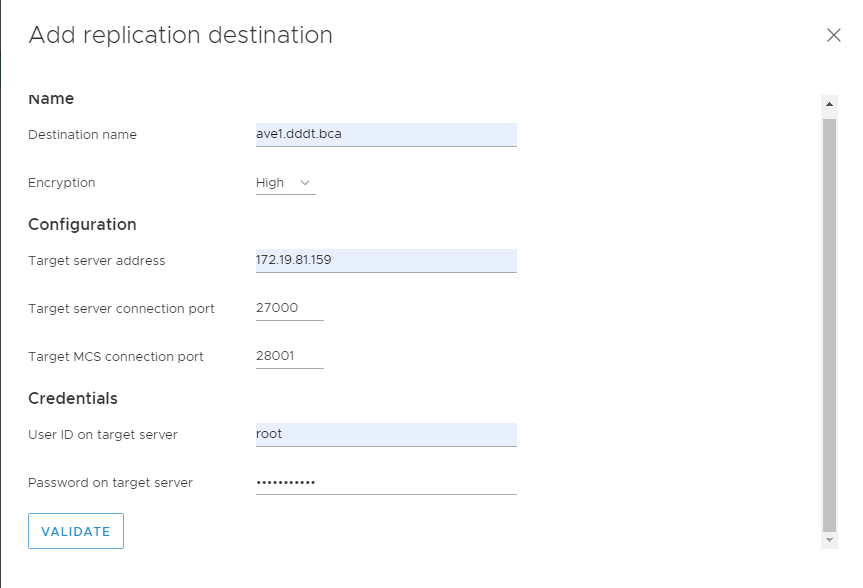 Add replication destination
Name
Destination name ave1.dddt.bca
Encryption High
Configuration
Target server address 172.19.81.159
Target server connection port 27000
Target MCS connection port 28001
Credentials
User ID on target server root
Password on target server •••••••••••
VALIDATE